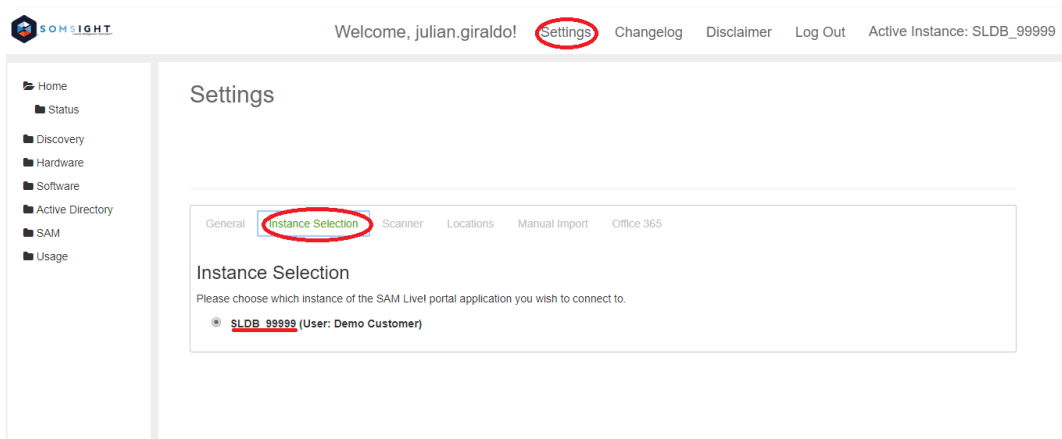 SOMSIGHT
Welcome, julian.giraldo! Settings Changelog Disclaimer Log Out Active Instance: SLDB_99999
Home
Status
Discovery
Hardware
Software
Active Directory
SAM
Usage
Settings
General Instance Selection Scanner Locations Manual Import Office 365
Instance Selection
Please choose which instance of the SAM Live! portal application you wish to connect to.
SLDB_99999 (User: Demo Customer)